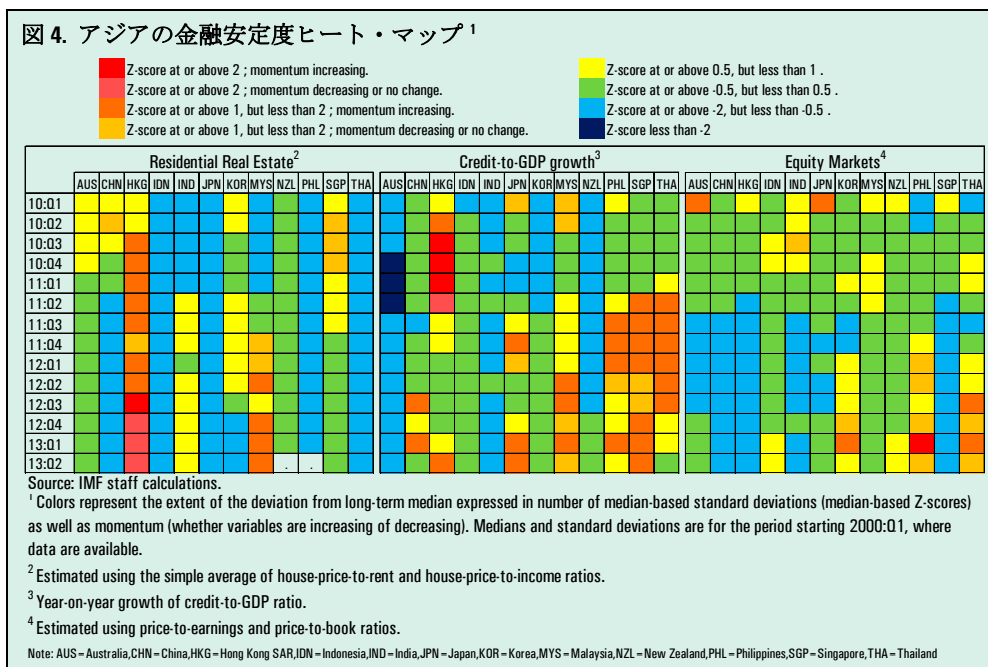 図 4. アジアの金融安定度ヒート・マップ 1
Z-score at or above 2 ; momentum increasing.
Z-score at or above 2 ; momentum decreasing or no change.
Z-score at or above 1, but less than 2 ; momentum increasing.
Z-score at or above 1, but less than 2 ; momentum decreasing or no change.
Z-score at or above 0.5, but less than 1 .
Z-score at or above -0.5, but less than 0.5 .
Z-score at or above -2, but less than -0.5 .
Z-score less than -2
Residential Real Estate2 Credit-to-GDP growth3 Equity Markets4
AUS CHN HKG IDN IND JPN KOR MYS NZL PHL SGP THA AUS CHN HKG IDN IND JPN KOR MYS NZL PHL SGP THA AUS CHN HKG IDN IND JPN KOR MYS NZL PHL SGP THA
10:Q1
10:Q2
10:Q3
10:Q4
11:Q1
11:Q2
11:Q3
11:Q4
12:Q1
12:Q2
12:Q3
12:Q4
13:Q1
13:Q2 . .
Source: IMF staff calculations.
1 Colors represent the extent of the deviation from long-term median expressed in number of median-based standard deviations (median-based Z-scores)
as well as momentum (whether variables are increasing of decreasing). Medians and standard deviations are for the period starting 2000:Q1, where
data are available.
2 Estimated using the simple average of house-price-to-rent and house-price-to-income ratios.
3 Year-on-year growth of credit-to-GDP ratio.
4 Estimated using price-to-earnings and price-to-book ratios.
Note: AUS=Australia,CHN=China,HKG=Hong Kong SAR,IDN=Indonesia,IND=India,JPN=Japan,KOR=Korea,MYS=Malaysia,NZL=New Zealand,PHL=Philippines,SGP=Singapore,THA=Thailand